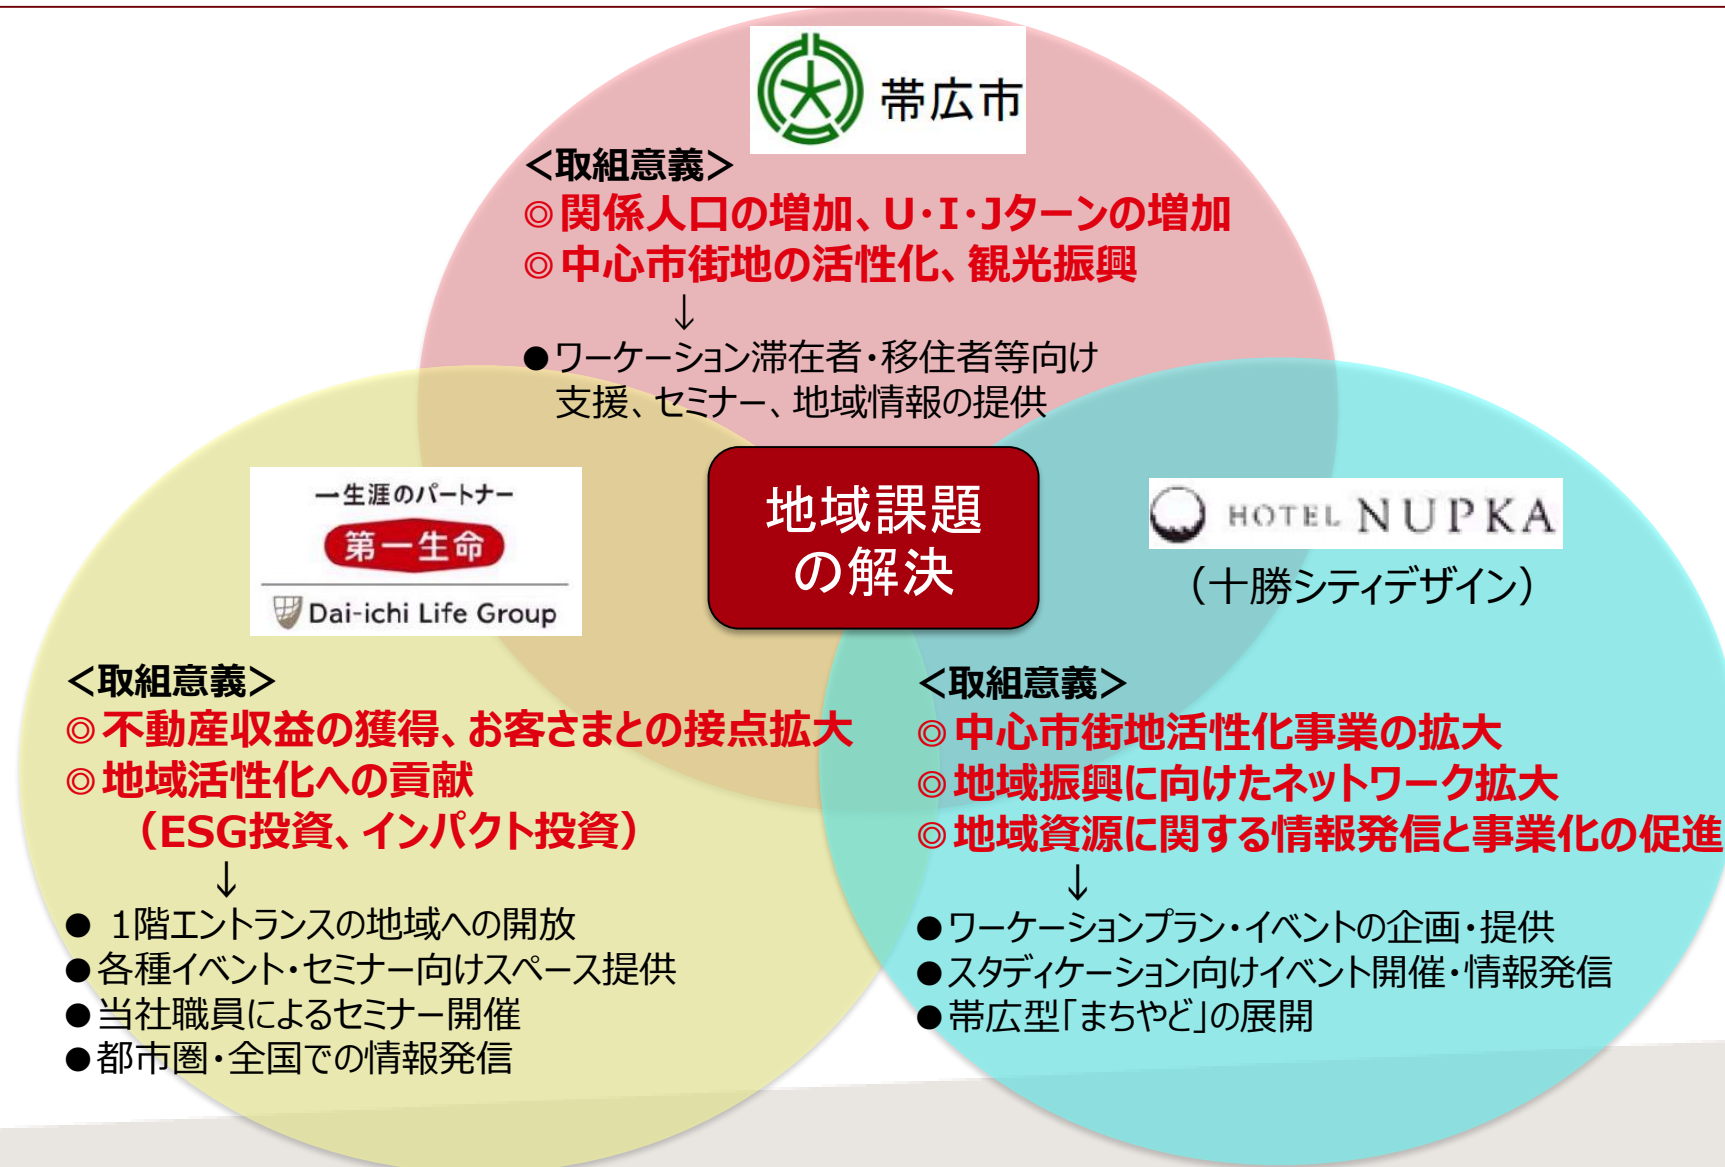 帯広市
＜取組意義＞
◎関係人口の増加、U・I・Jターンの増加
◎中心市街地の活性化、観光振興
↓
●ワーケーション滞在者・移住者等向け
支援、セミナー、地域情報の提供
地域課題
の解決
一生涯のパートナー
第一生命
Dai-ichi Life Group
＜取組意義＞
◎不動産収益の獲得、お客さまとの接点拡大
◎地域活性化への貢献
（ESG投資、インパクト投資）
↓
● 1階エントランスの地域への開放
●各種イベント・セミナー向けスペース提供
●当社職員によるセミナー開催
●都市圏・全国での情報発信
HOTEL NUPKA
（十勝シティデザイン）
＜取組意義＞
◎中心市街地活性化事業の拡大
◎地域振興に向けたネットワーク拡大
◎地域資源に関する情報発信と事業化の促進
↓
●ワーケーションプラン・イベントの企画・提供
●スタディケーション向けイベント開催・情報発信
●帯広型「まちやど」の展開